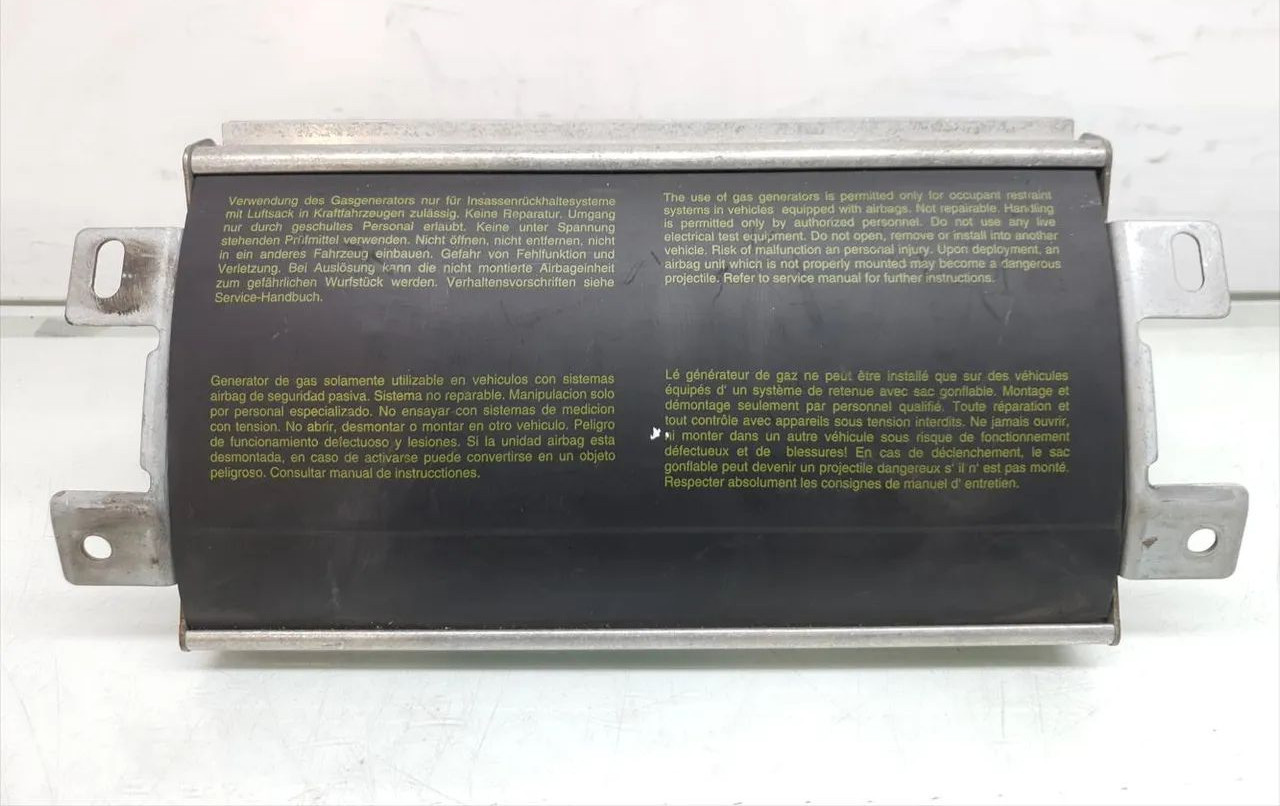 Verwendung des Gasgenerators nur für Insassenrückhaltesysteme
mit Luftsack in Kraftfahrzeugen zulässig. Keine Reparatur. Umgang
nur durch geschultes Personal erlaubt. Keine unter Spannung
stehenden Prüfmittel verwenden. Nicht öffnen, nicht entfernen, nicht
in ein anderes Fahrzeug einbauen. Gefahr von Fehlfunktion und
Verletzung. Bei Auslösung kann die nicht montierte Airbageinheit
zum gefährlichen Wurfstück werden. Verhaltensvorschriften siehe
Service-Handbuch.
The use of gas generators is permitted only for occupant restraint
systems in vehicles equipped with airbags. Not repairable. Handling
is permitted only by authorized personnel. Do not use any live
electrical test equipment. Do not open, remove or install into another
vehicle. Risk of malfunction an personal injury. Upon deployment, an
airbag unit which is not properly mounted may become a dangerous
projectile. Refer to service manual for further instructions.
Generator de gas solamente utilizable en vehiculos con sistemas
airbag de seguridad pasiva. Sistema no reparable. Manipulacion solo
por personal especializado. No ensayar con sistemas de medicion
con tension. No abrir, desmontar o montar en otro vehiculo. Peligro
de funcionamiento defectuoso y lesiones. Si la unidad airbag esta
desmontada, en caso de activarse puede convertirse en un objeto
peligroso. Consultar manual de instrucciones.
Lé générateur de gaz ne peut être installé que sur des véhicules
équipés d' un système de retenue avec sac gonflable. Montage et
démontage seulement par personnel qualifié. Toute réparation et
tout contrôle avec appareils sous tension interdits. Ne jamais ouvrir,
ni monter dans un autre véhicule sous risque de fonctionnement
défectueux et de blessures! En cas de déclenchement, le sac
gonflable peut devenir un projectile dangereux s' il n' est pas monté.
Respecter absolument les consignes de manuel d' entretien.